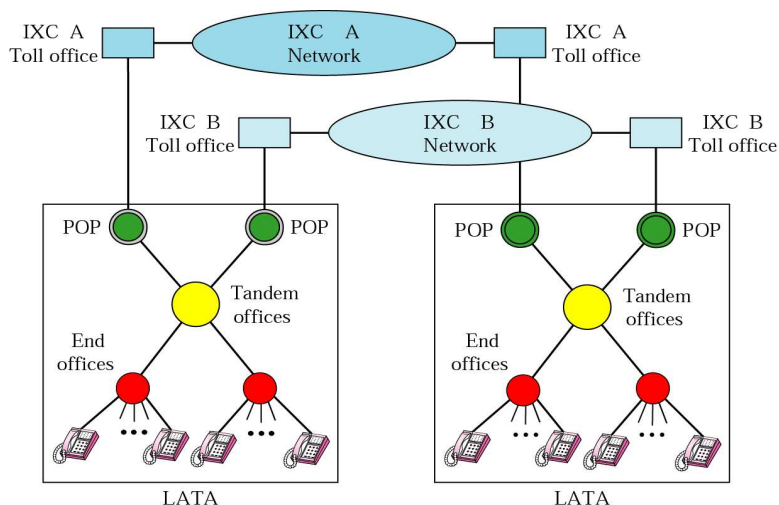 IXC A
Toll office
IXC A
Network
IXC A
Toll office
IXC B
Toll office
IXC B
Network
IXC B
Toll office
POP
POP
POP
POP
Tandem
offices
Tandem
offices
End
offices
End
offices
LATA
LATA